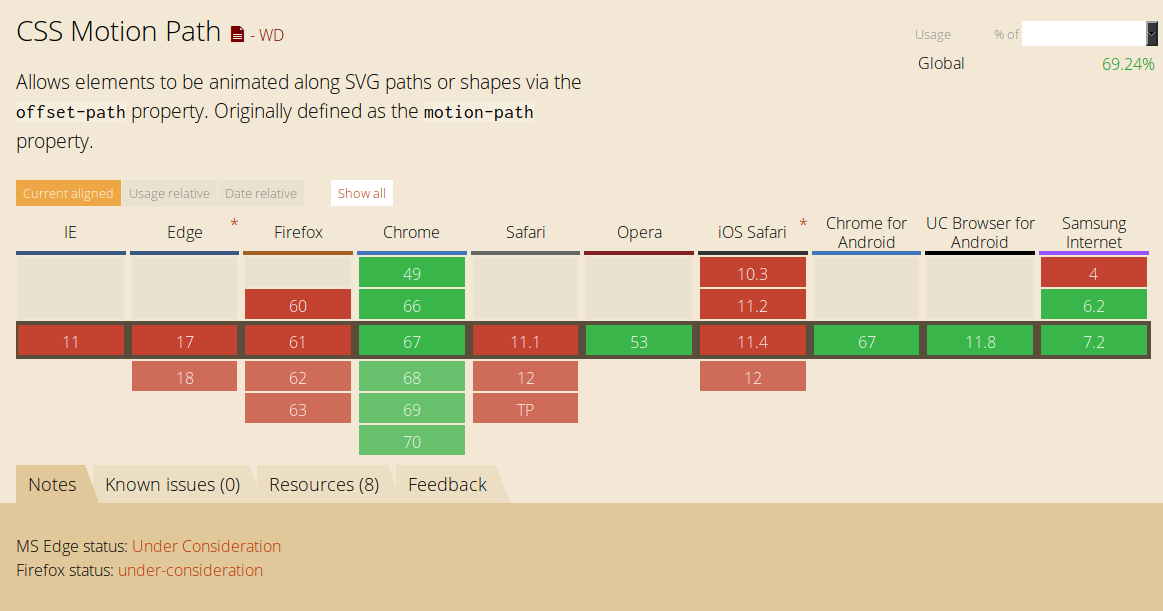 CSS Motion Path - WD
Usage % of
Global 69.24%
Allows elements to be animated along SVG paths or shapes via the
offset-path property. Originally defined as the motion-path
property.
Current aligned Usage relative Date relative Show all
IE Edge * Firefox Chrome Safari Opera iOS Safari * Chrome for Android UC Browser for Android Samsung Internet
49 10.3 4
60 66 11.2 6.2
11 17 61 67 11.1 53 11.4 67 11.8 7.2
18 62 68 12 12
63 69 TP
70
Notes Known issues (0) Resources (8) Feedback
MS Edge status: Under Consideration
Firefox status: under-consideration